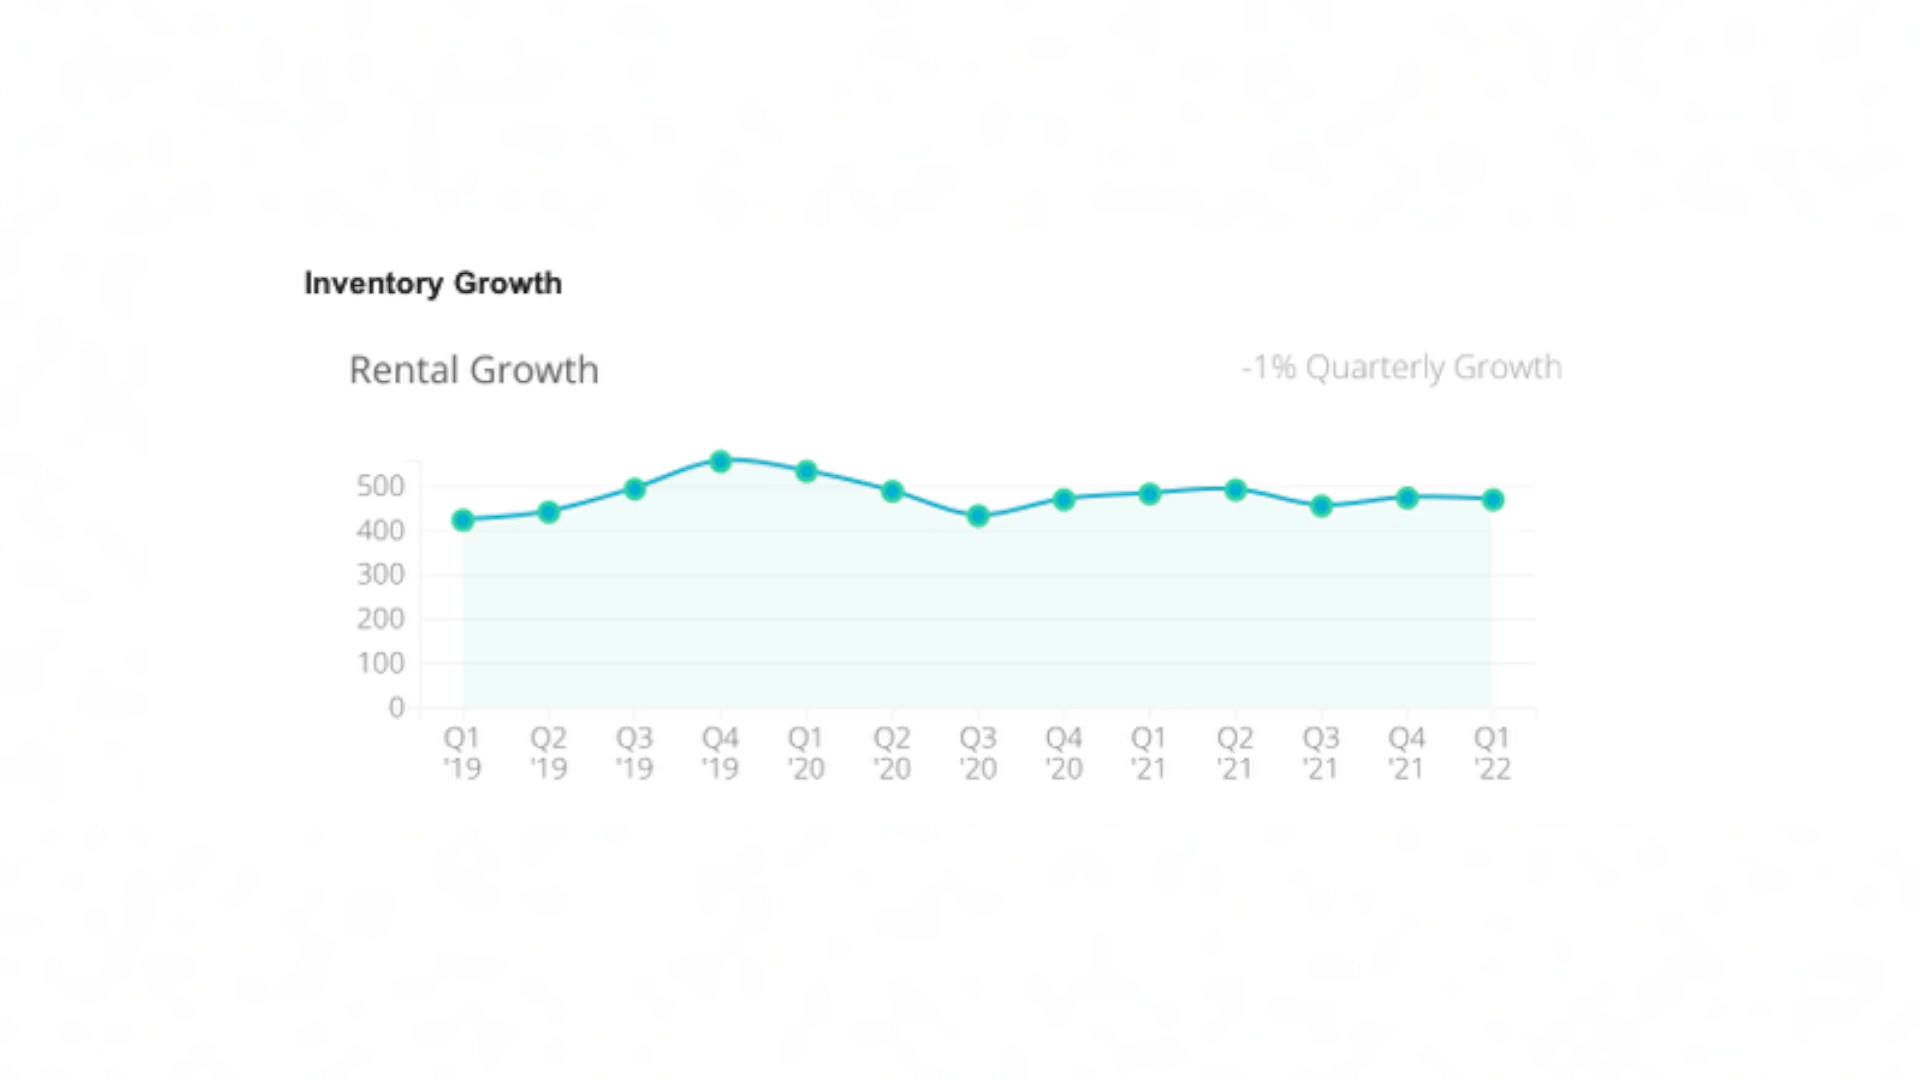 Inventory Growth
Rental Growth
-1% Quarterly Growth
500
400
300
200
100
0
Q1 Q2 Q3 Q4 Q1 Q2 Q3 Q4 Q1 Q2 Q3 Q4 Q1
'19 '19 '19 '19 '20 '20 '20 '20 '21 '21 '21 '21 '22